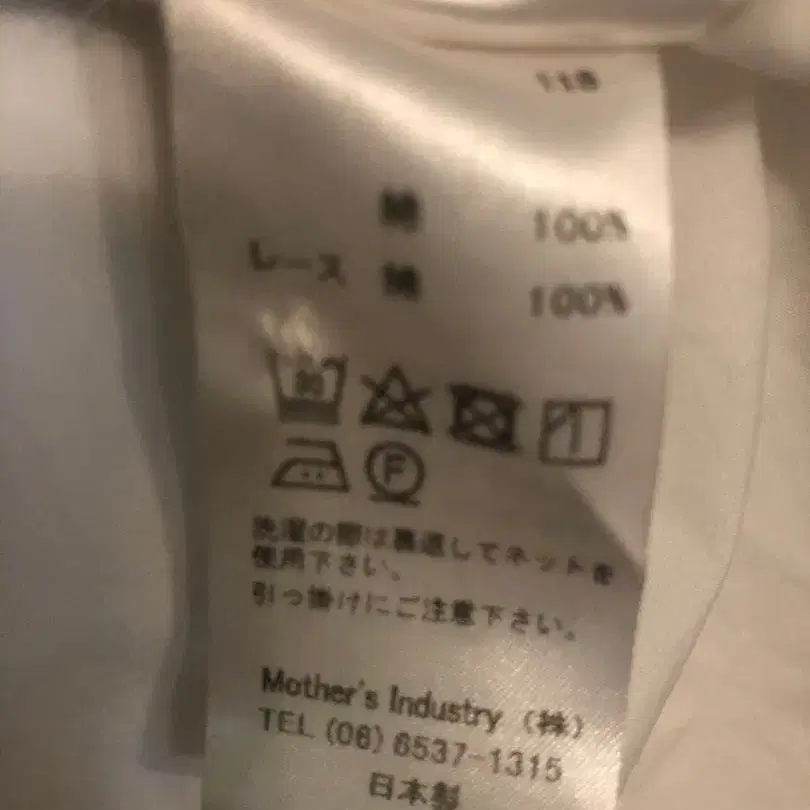 綿 100%
レース 綿 100%
F
洗濯の際は裏返してネットを
使用下さい。
引っ掛けにご注意下さい。
Mother's Industry (株)
TEL (06) 6537-1315
日本製